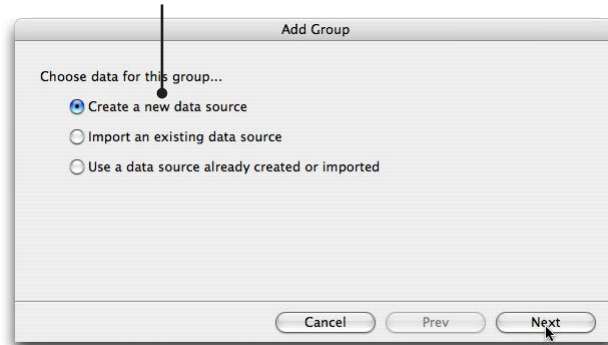 Add Group
Choose data for this group...
Create a new data source
Import an existing data source
Use a data source already created or imported
Cancel Prev Next